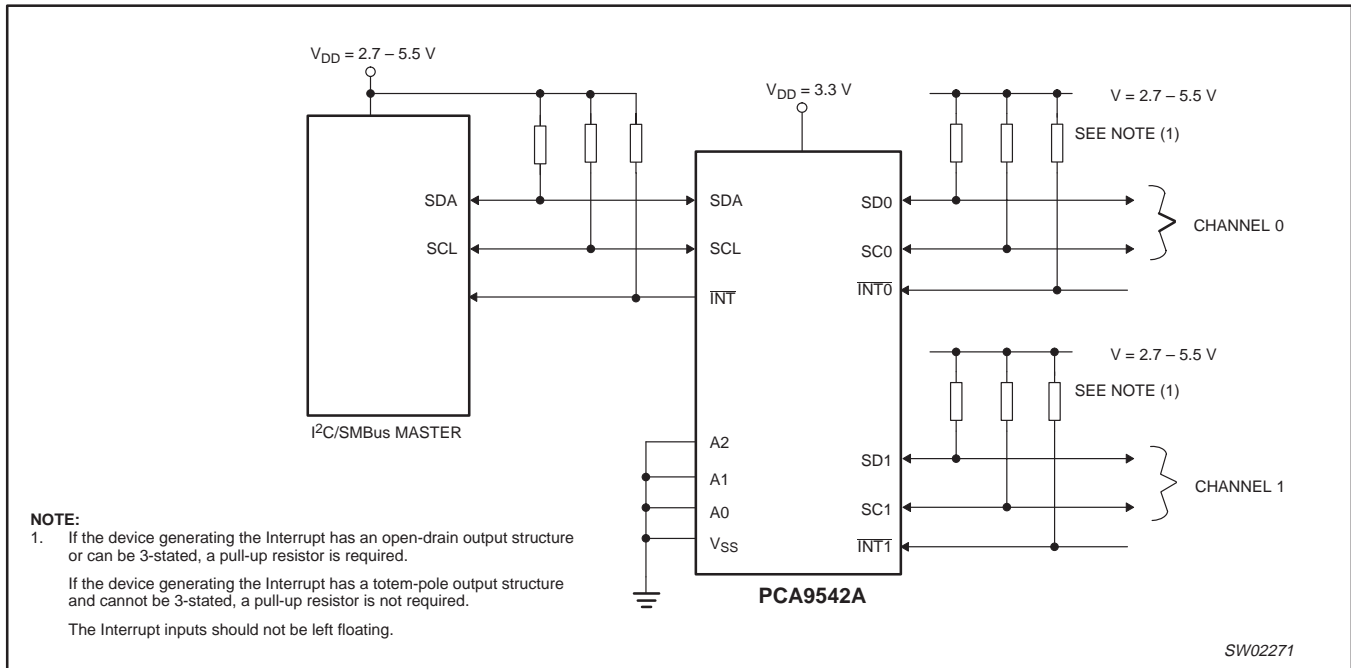 V_DD = 2.7 – 5.5 V
V_DD = 3.3 V
V = 2.7 – 5.5 V
SEE NOTE (1)
SDA
SCL
SDA
SCL
INT
SD0
SC0
INT0
CHANNEL 0
V = 2.7 – 5.5 V
SEE NOTE (1)
I²C/SMBus MASTER
A2
A1
A0
V_SS
SD1
SC1
INT1
CHANNEL 1
PCA9542A
NOTE:
1. If the device generating the Interrupt has an open-drain output structure
or can be 3-stated, a pull-up resistor is required.
If the device generating the Interrupt has a totem-pole output structure
and cannot be 3-stated, a pull-up resistor is not required.
The Interrupt inputs should not be left floating.
SW02271